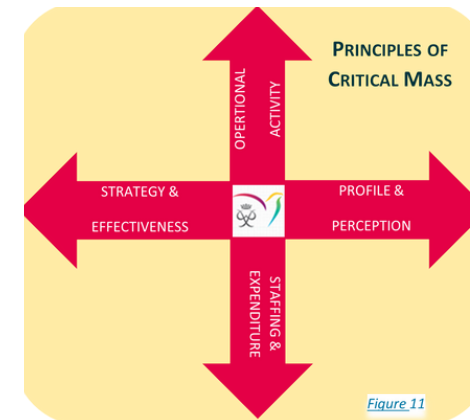 PRINCIPLES OF
CRITICAL MASS
OPERTIONAL
ACTIVITY
STRATEGY &
EFFECTIVENESS
PROFILE &
PERCEPTION
STAFFING &
EXPENDITURE
Figure 11